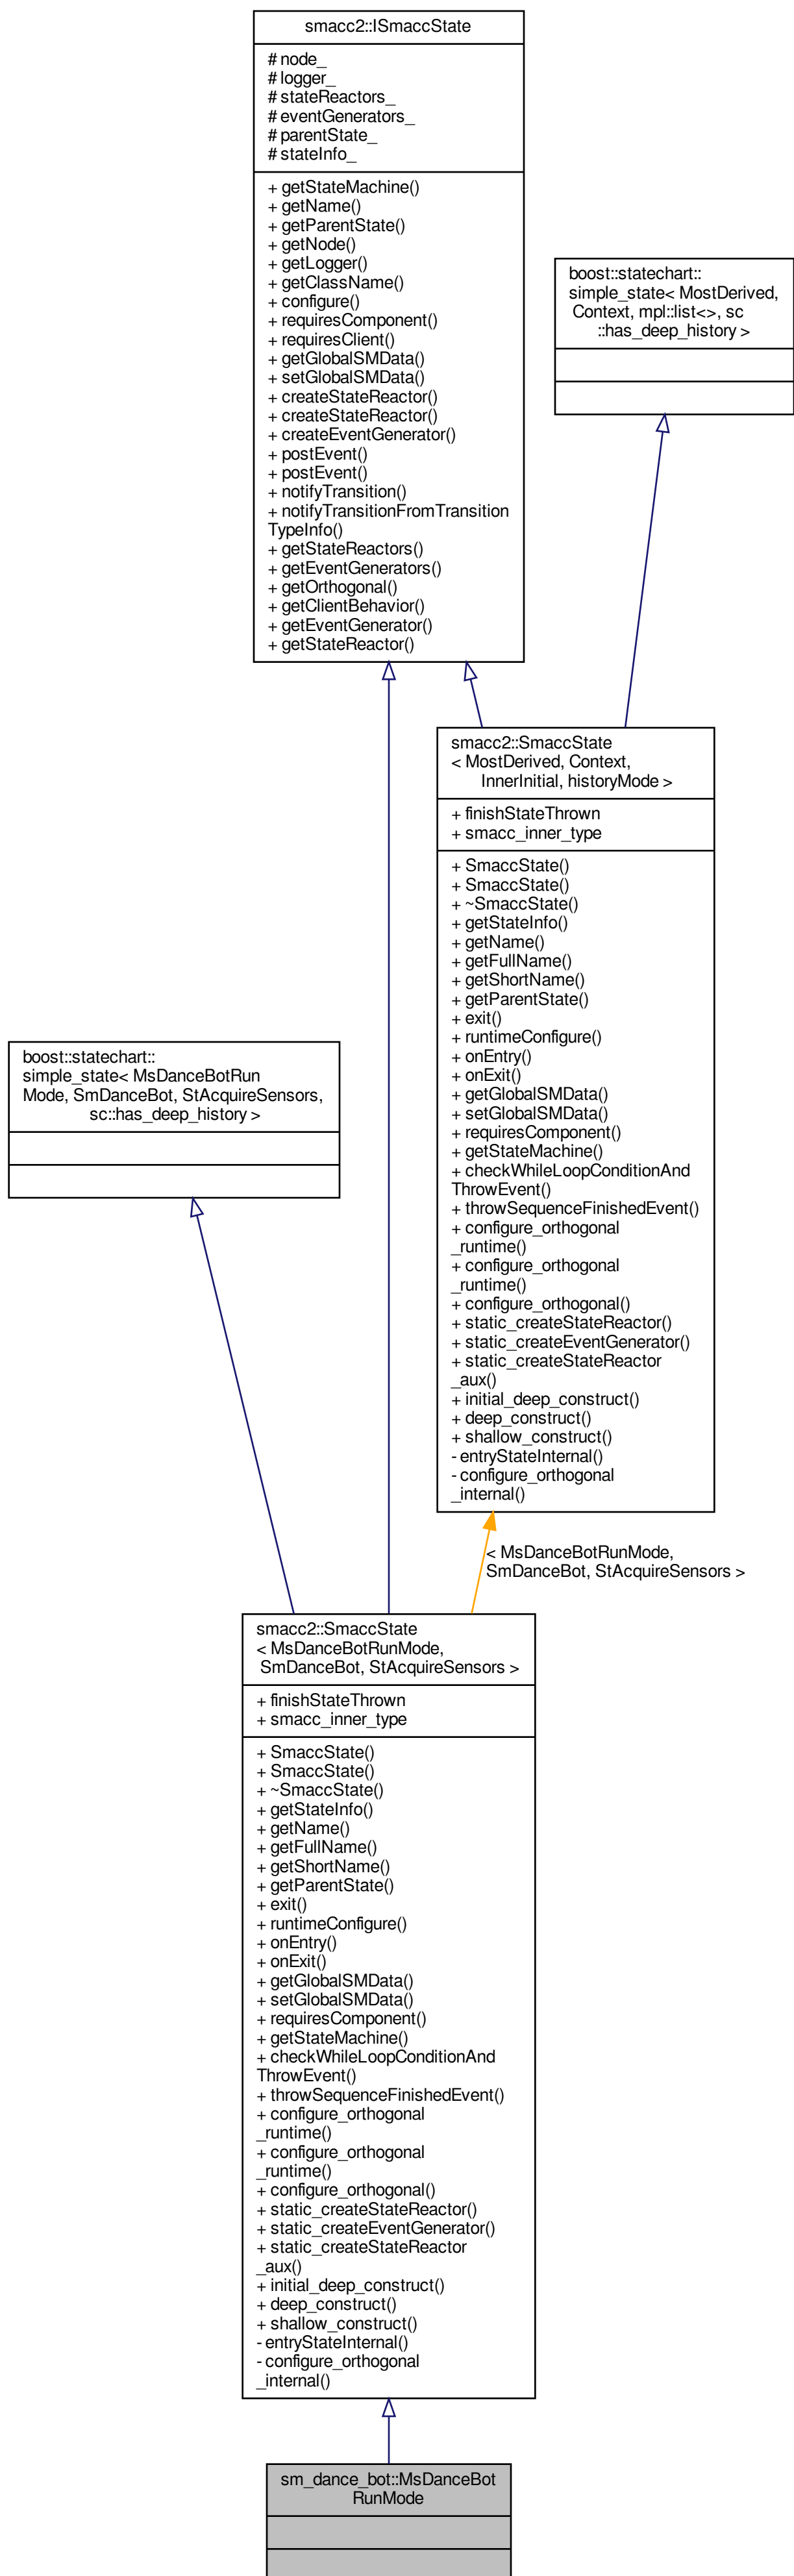 smacc2::ISmaccState
# node_
# logger_
# stateReactors_
# eventGenerators_
# parentState_
# stateInfo_
+ getStateMachine()
+ getName()
+ getParentState()
+ getNode()
+ getLogger()
+ getClassName()
+ configure()
+ requiresComponent()
+ requiresClient()
+ getGlobalSMData()
+ setGlobalSMData()
+ createStateReactor()
+ createStateReactor()
+ createEventGenerator()
+ postEvent()
+ postEvent()
+ notifyTransition()
+ notifyTransitionFromTransition
TypeInfo()
+ getStateReactors()
+ getEventGenerators()
+ getOrthogonal()
+ getClientBehavior()
+ getEventGenerator()
+ getStateReactor()
boost::statechart::
simple_state< MostDerived,
Context, mpl::list<>, sc
::has_deep_history >
smacc2::SmaccState
< MostDerived, Context,
InnerInitial, historyMode >
+ finishStateThrown
+ smacc_inner_type
+ SmaccState()
+ SmaccState()
+ ~SmaccState()
+ getStateInfo()
+ getName()
+ getFullName()
+ getShortName()
+ getParentState()
+ exit()
+ runtimeConfigure()
+ onEntry()
+ onExit()
+ getGlobalSMData()
+ setGlobalSMData()
+ requiresComponent()
+ getStateMachine()
+ checkWhileLoopConditionAnd
ThrowEvent()
+ throwSequenceFinishedEvent()
+ configure_orthogonal
_runtime()
+ configure_orthogonal
_runtime()
+ configure_orthogonal()
+ static_createStateReactor()
+ static_createEventGenerator()
+ static_createStateReactor
_aux()
+ initial_deep_construct()
+ deep_construct()
+ shallow_construct()
- entryStateInternal()
- configure_orthogonal
_internal()
boost::statechart::
simple_state< MsDanceBotRun
Mode, SmDanceBot, StAcquireSensors,
sc::has_deep_history >
< MsDanceBotRunMode,
SmDanceBot, StAcquireSensors >
smacc2::SmaccState
< MsDanceBotRunMode,
SmDanceBot, StAcquireSensors >
+ finishStateThrown
+ smacc_inner_type
+ SmaccState()
+ SmaccState()
+ ~SmaccState()
+ getStateInfo()
+ getName()
+ getFullName()
+ getShortName()
+ getParentState()
+ exit()
+ runtimeConfigure()
+ onEntry()
+ onExit()
+ getGlobalSMData()
+ setGlobalSMData()
+ requiresComponent()
+ getStateMachine()
+ checkWhileLoopConditionAnd
ThrowEvent()
+ throwSequenceFinishedEvent()
+ configure_orthogonal
_runtime()
+ configure_orthogonal
_runtime()
+ configure_orthogonal()
+ static_createStateReactor()
+ static_createEventGenerator()
+ static_createStateReactor
_aux()
+ initial_deep_construct()
+ deep_construct()
+ shallow_construct()
- entryStateInternal()
- configure_orthogonal
_internal()
sm_dance_bot::MsDanceBot
RunMode